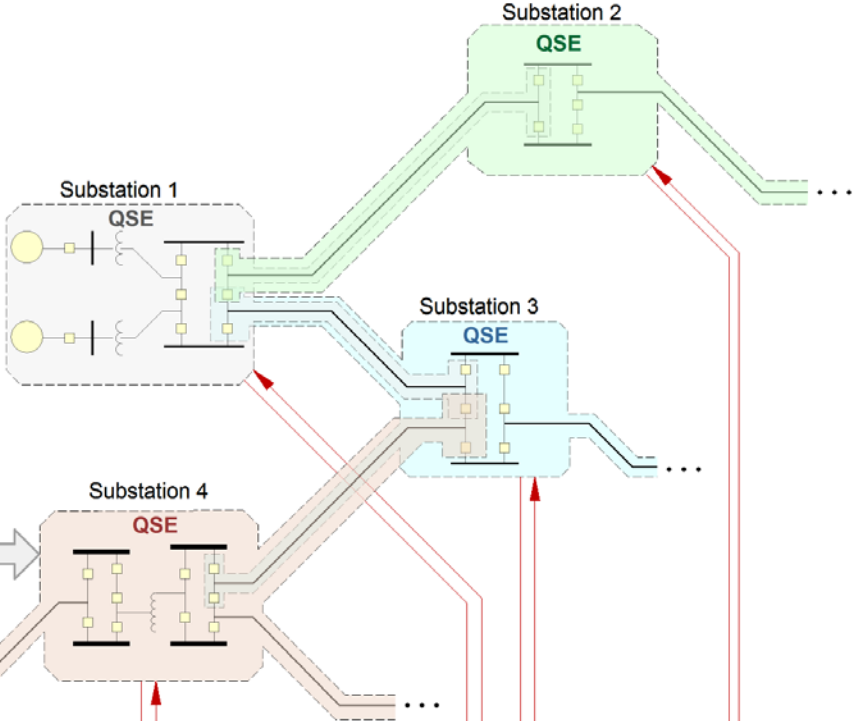 Substation 2
QSE
Substation 1
QSE
Substation 3
QSE
Substation 4
QSE